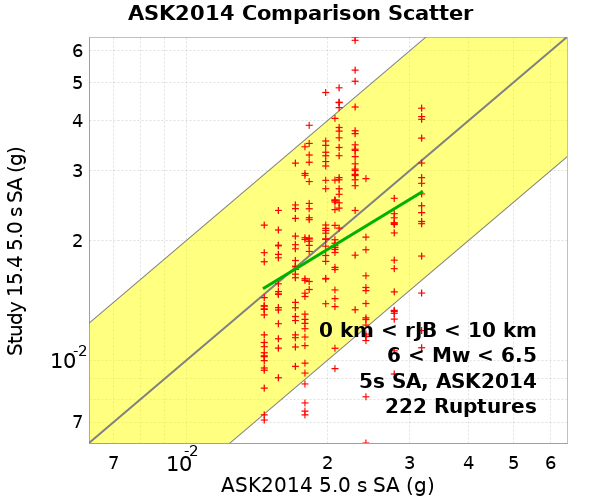 ASK2014 Comparison Scatter
Study 15.4 5.0 s SA (g)
6
5
4
3
2
10-2
7
0 km < rJB < 10 km
6 < Mw < 6.5
5s SA, ASK2014
222 Ruptures
7 10-2 2 3 4 5 6
ASK2014 5.0 s SA (g)